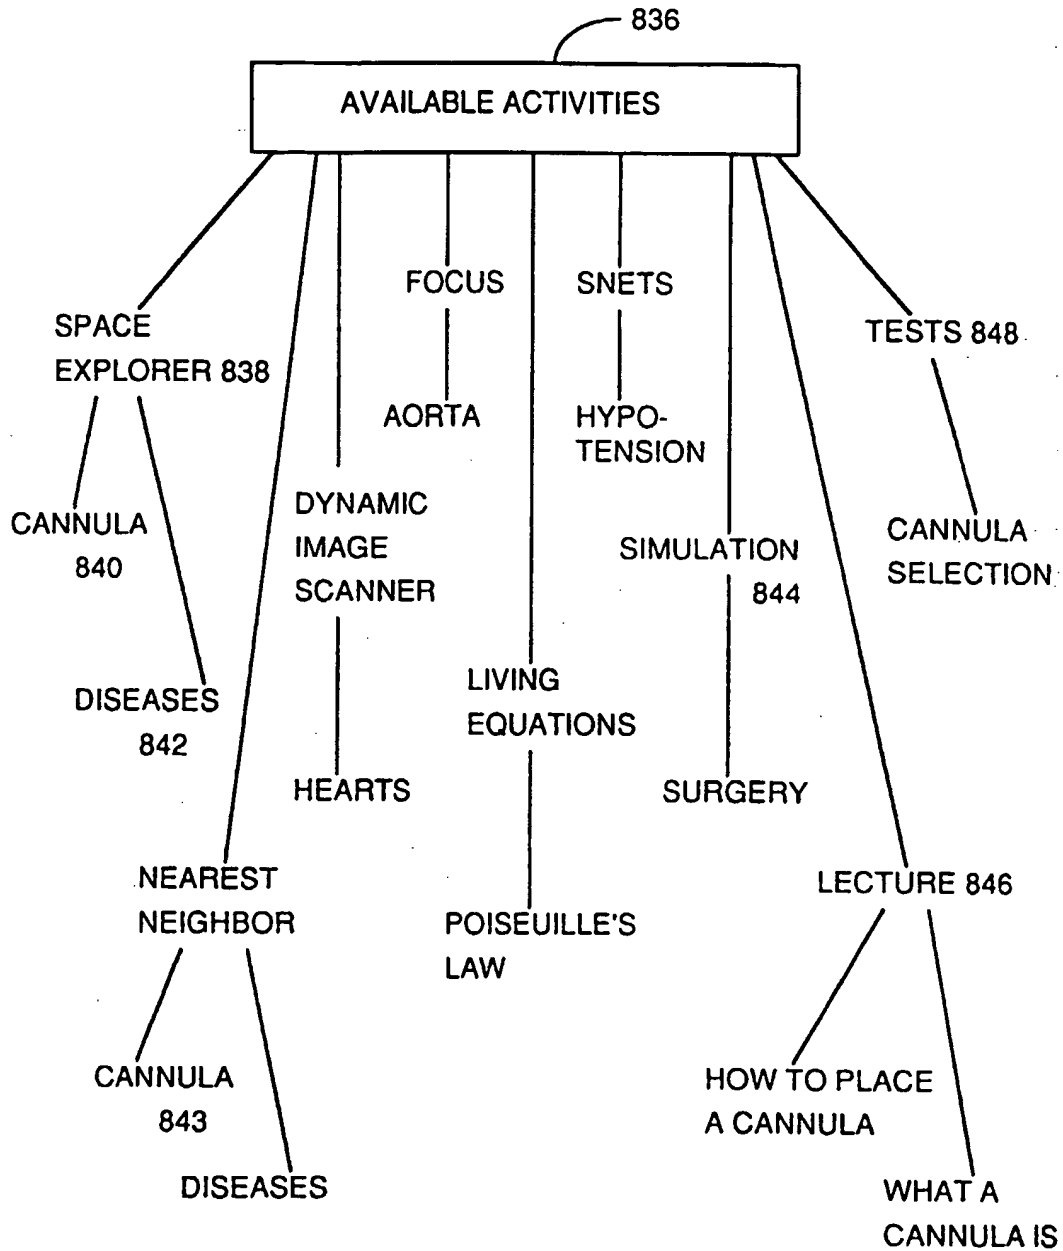 836
AVAILABLE ACTIVITIES
FOCUS
SNETS
SPACE
EXPLORER 838
TESTS 848
AORTA
HYPO-
TENSION
DYNAMIC
IMAGE
SCANNER
CANNULA
840
SIMULATION
844
CANNULA
SELECTION
DISEASES
842
LIVING
EQUATIONS
HEARTS
SURGERY
NEAREST
NEIGHBOR
LECTURE 846
POISEUILLE'S
LAW
CANNULA
843
HOW TO PLACE
A CANNULA
DISEASES
WHAT A
CANNULA IS